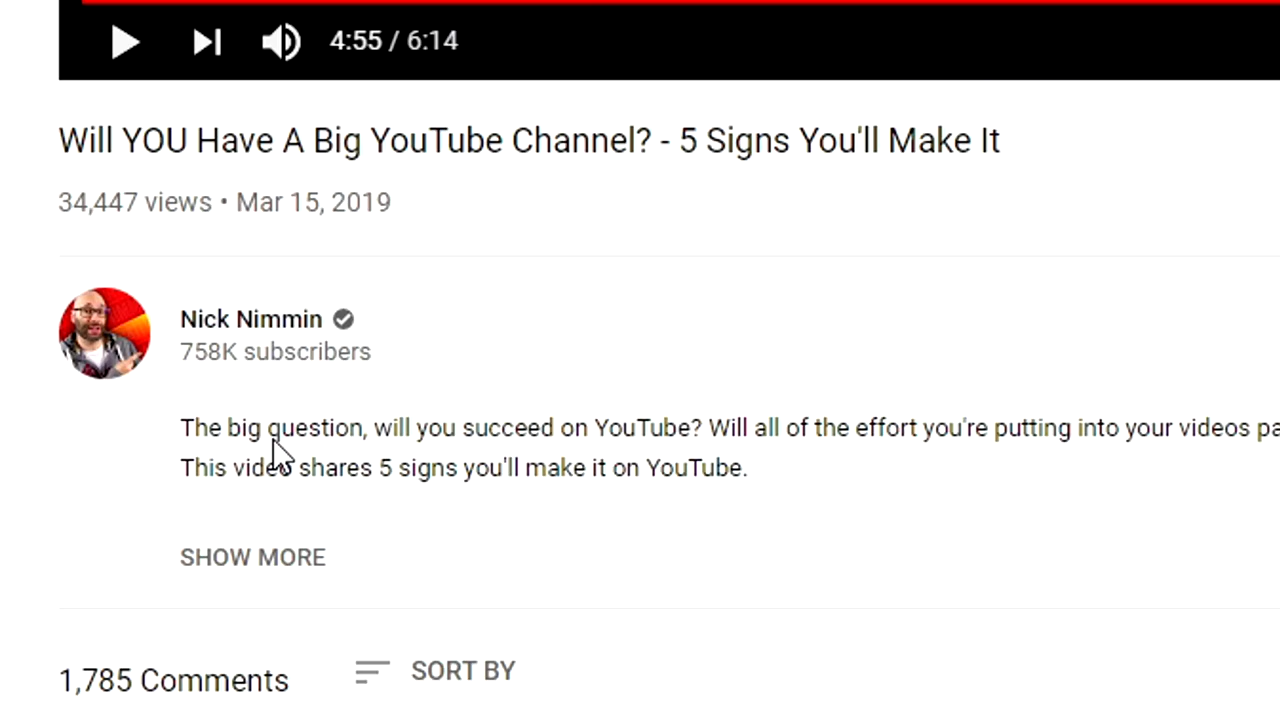 4:55 / 6:14
Will YOU Have A Big YouTube Channel? - 5 Signs You'll Make It
34,447 views • Mar 15, 2019
Nick Nimmin
758K subscribers
The big question, will you succeed on YouTube? Will all of the effort you're putting into your videos pa
This video shares 5 signs you'll make it on YouTube.
SHOW MORE
1,785 Comments SORT BY